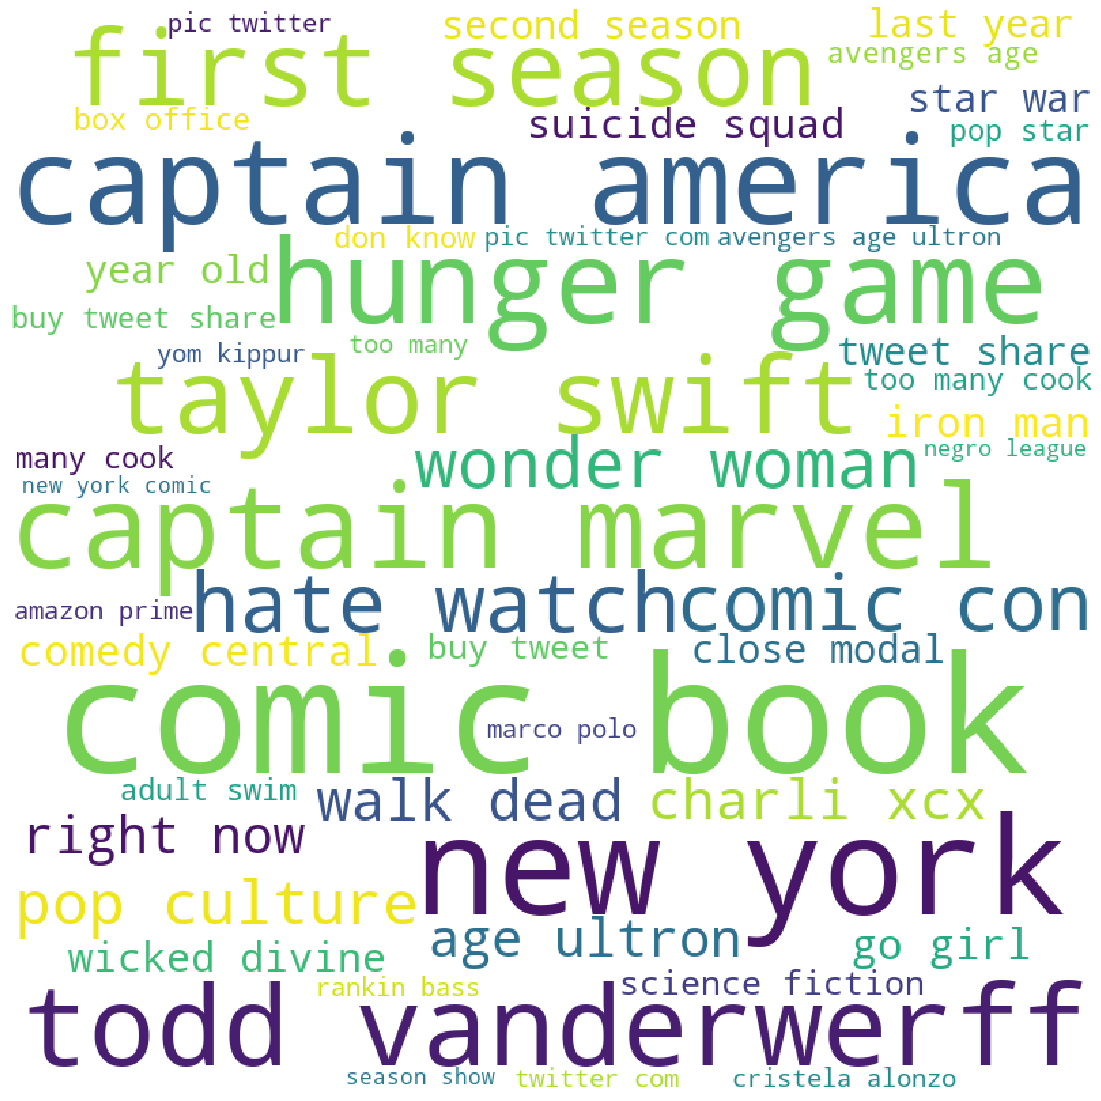 pic twitter
second season
last year
first season
avengers age
star war
box office
suicide squad
pop star
captain america
don know
pic twitter com
avengers age ultron
year old
hunger game
buy tweet share
too many
yom kippur
tweet share
taylor swift
too many cook
iron man
negro league
many cook
wonder woman
new york comic
captain marvel
amazon prime
hate watch
comic con
comedy central
buy tweet
close modal
comic book
marco polo
adult swim
walk dead
charli xcx
right now
new york
pop culture
age ultron
go girl
wicked divine
rankin bass
science fiction
todd vanderwerff
season show
twitter com
cristela alonzo